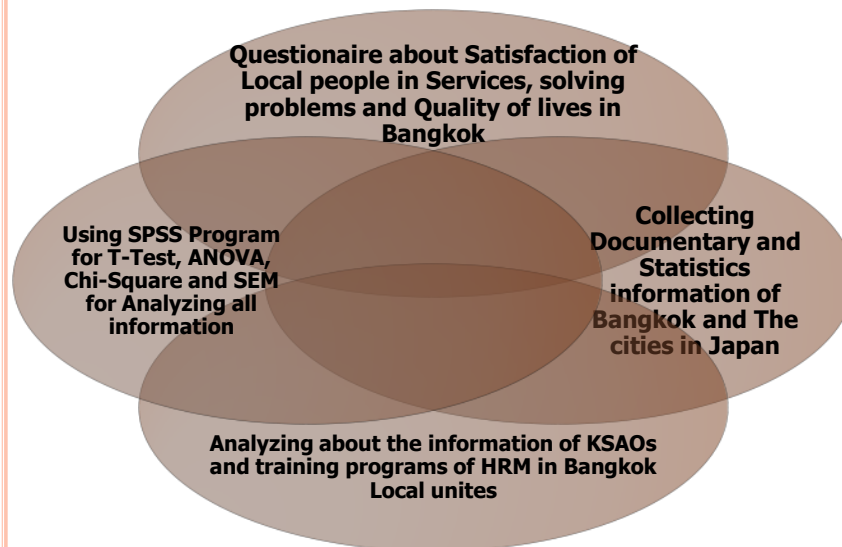 Questionaire about Satisfaction of
Local people in Services, solving
problems and Quality of lives in
Bangkok
Using SPSS Program
for T-Test, ANOVA,
Chi-Square and SEM
for Analyzing all
information
Collecting
Documentary and
Statistics
information of
Bangkok and The
cities in Japan
Analyzing about the information of KSAOs
and training programs of HRM in Bangkok
Local unites